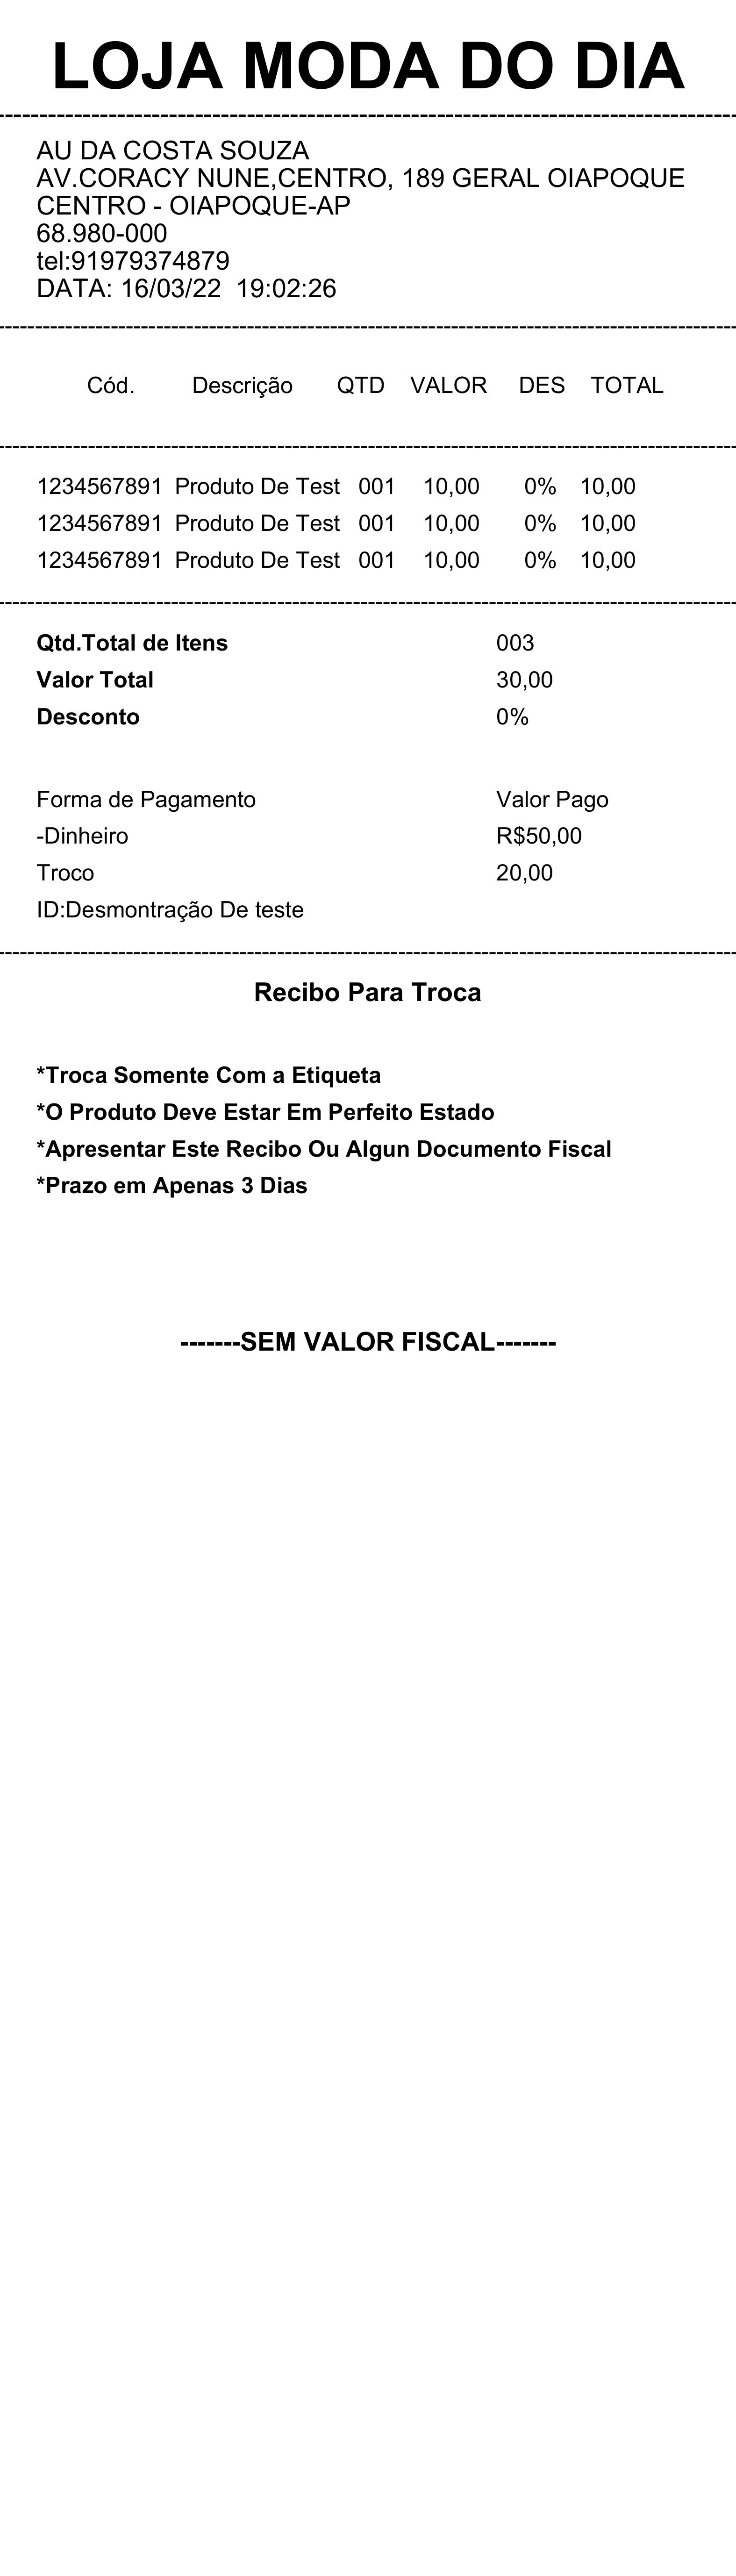 LOJA MODA DO DIA
AU DA COSTA SOUZA
AV.CORACY NUNE,CENTRO, 189 GERAL OIAPOQUE
CENTRO - OIAPOQUE-AP
68.980-000
tel:91979374879
DATA: 16/03/22 19:02:26
Cód. Descrição QTD VALOR DES TOTAL
1234567891 Produto De Test 001 10,00 0% 10,00
1234567891 Produto De Test 001 10,00 0% 10,00
1234567891 Produto De Test 001 10,00 0% 10,00
Qtd.Total de Itens 003
Valor Total 30,00
Desconto 0%
Forma de Pagamento Valor Pago
-Dinheiro R$50,00
Troco 20,00
ID:Desmontração De teste
Recibo Para Troca
*Troca Somente Com a Etiqueta
*O Produto Deve Estar Em Perfeito Estado
*Apresentar Este Recibo Ou Algun Documento Fiscal
*Prazo em Apenas 3 Dias
-------SEM VALOR FISCAL-------